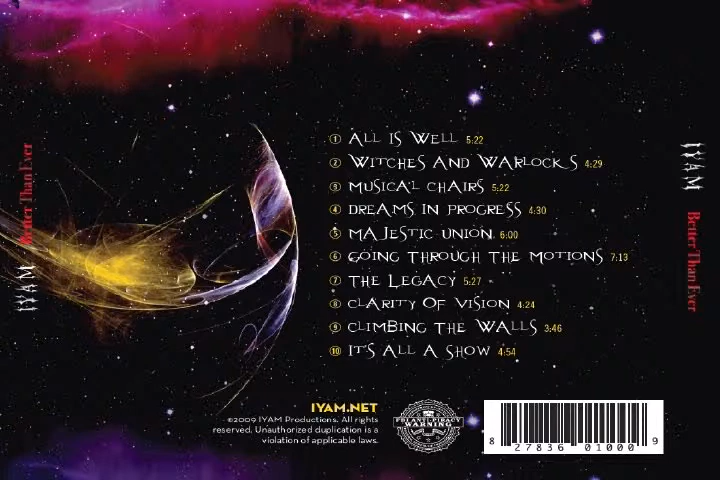 IYAM
Better Than Ever
1 ALL IS WELL 5:22
2 WITCHES AND WARLOCKS 4:29
3 MUSICAL CHAIRS 5:22
4 DREAMS IN PROGRESS 4:30
5 MAJESTIC UNION 6:00
6 GOING THROUGH THE MOTIONS 7:13
7 THE LEGACY 5:27
8 CLARITY OF VISION 4:24
9 CLIMBING THE WALLS 3:46
10 IT'S ALL A SHOW 4:54
IYAM.NET
©2009 IYAM Productions. All rights
reserved. Unauthorized duplication is a
violation of applicable laws.
FBI ANTI-PIRACY
WARNING
8 27836 01000 9
IYAM
Better Than Ever